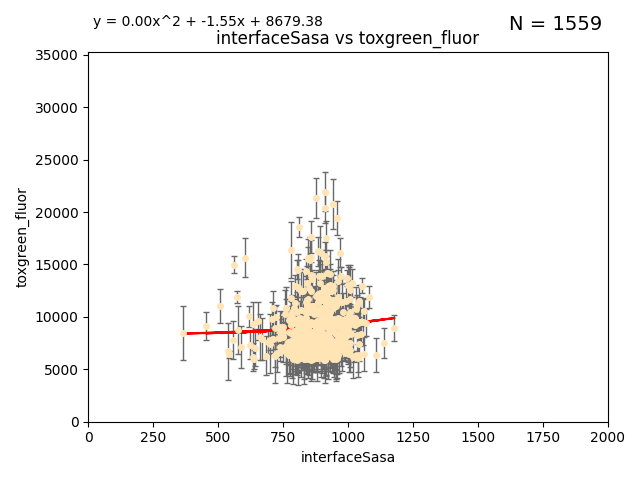 y = 0.00x^2 + -1.55x + 8679.38
N = 1559
interfaceSasa vs toxgreen_fluor
35000
30000
25000
20000
15000
10000
5000
0
toxgreen_fluor
0 250 500 750 1000 1250 1500 1750 2000
interfaceSasa